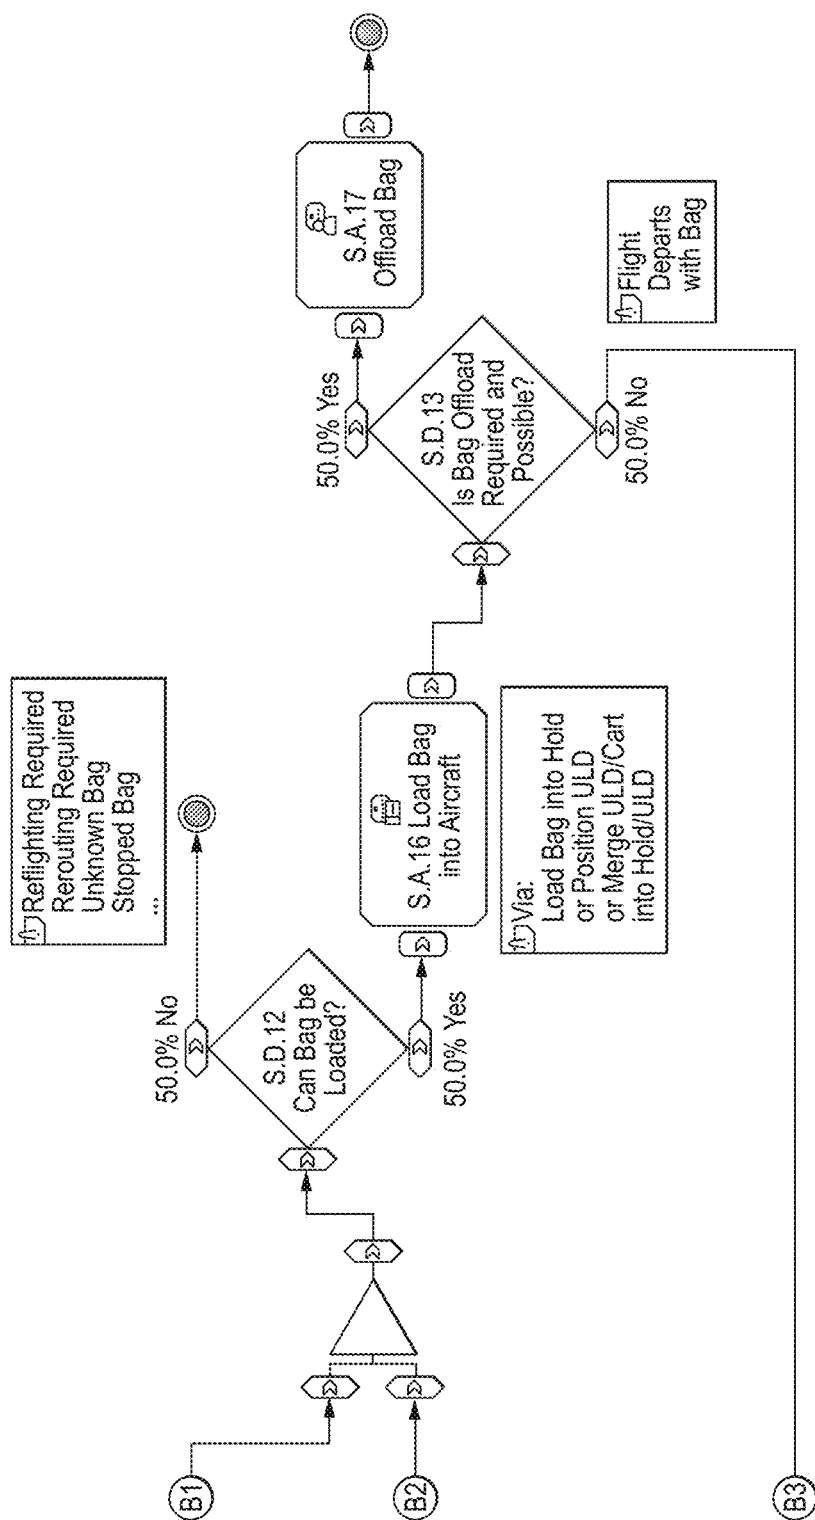 B1
B2
B3
50.0% No
S.D.12
Can Bag be
Loaded?
50.0% Yes
Reflighting Required
Rerouting Required
Unknown Bag
Stopped Bag
...
S.A.16 Load Bag
into Aircraft
Via:
Load Bag into Hold
or Position ULD
or Merge ULD/Cart
into Hold/ULD
50.0% Yes
S.D.13
Is Bag Offload
Required and
Possible?
50.0% No
S.A.17
Offload Bag
Flight
Departs
with Bag